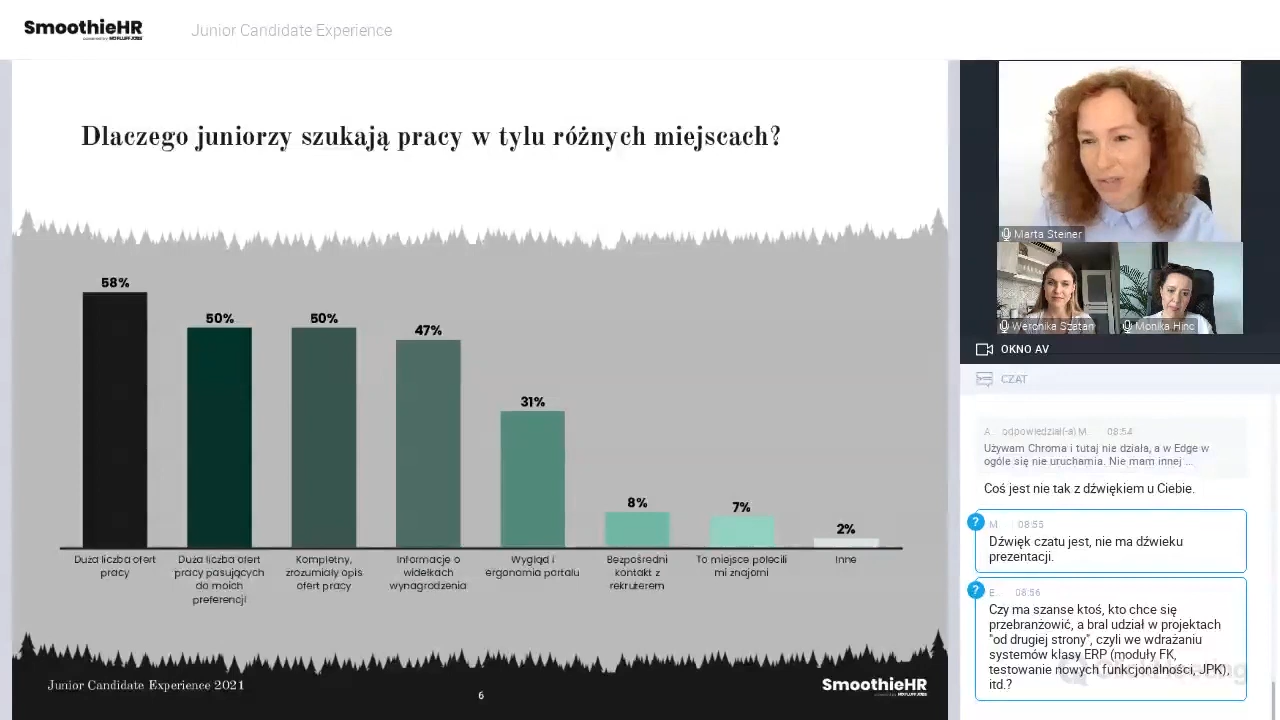 SmoothieHR
Junior Candidate Experience
Dlaczego juniorzy szukają pracy w tylu różnych miejscach?
58%
50%
50%
47%
31%
8%
7%
2%
Duża liczba ofert
pracy
Duża liczba ofert
pracy pasujących
do moich
preferencji
Kompletny,
zrozumiały opis
ofert pracy
Informacje o
widełkach
wynagrodzenia
Wygląd i
ergonomia portalu
Bezpośredni
kontakt z
rekruterem
To miejsce polecili
mi znajomi
Inne
Junior Candidate Experience 2021
6
SmoothieHR
Marta Steiner
Weronika Szatan
Monika Hinc
OKNO AV
CZAT
A... odpowiedział(-a) M... 08:54
Używam Chroma i tutaj nie działa, a w Edge w
ogóle się nie uruchamia. Nie mam innej ...
Coś jest nie tak z dźwiękiem u Ciebie.
?
M... 08:55
Dźwięk czatu jest, nie ma dźwieku
prezentacji.
?
E... 08:56
Czy ma szanse ktoś, kto chce się
przebranżowić, a bral udział w projektach
"od drugiej strony", czyli we wdrażaniu
systemów klasy ERP (moduły FK,
testowanie nowych funkcjonalności, JPK),
itd.?